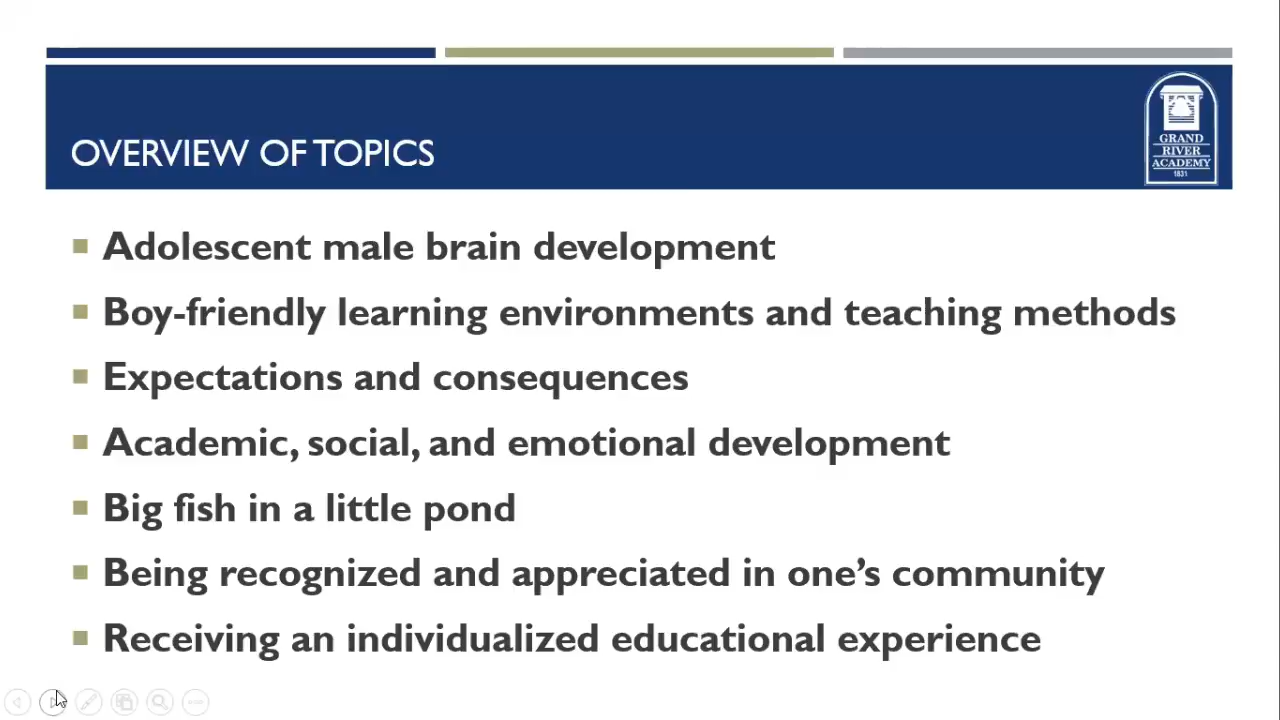 OVERVIEW OF TOPICS
GRAND
RIVER
ACADEMY
1831
Adolescent male brain development
Boy-friendly learning environments and teaching methods
Expectations and consequences
Academic, social, and emotional development
Big fish in a little pond
Being recognized and appreciated in one’s community
Receiving an individualized educational experience